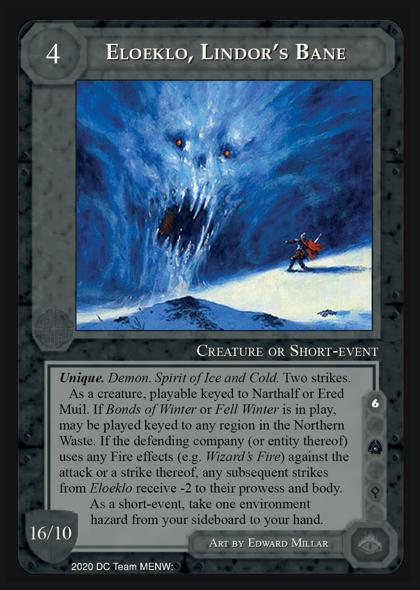 4
Eloeklo, Lindor's Bane
Creature or Short-event
Unique. Demon. Spirit of Ice and Cold. Two strikes.
As a creature, playable keyed to Narthalf or Ered
Muil. If Bonds of Winter or Fell Winter is in play,
may be played keyed to any region in the Northern
Waste. If the defending company (or entity thereof)
uses any Fire effects (e.g. Wizard's Fire) against the
attack or a strike thereof, any subsequent strikes
from Eloeklo receive -2 to their prowess and body.
As a short-event, take one environment
hazard from your sideboard to your hand.
6
16/10
Art by Edward Millar
2020 DC Team MENW: